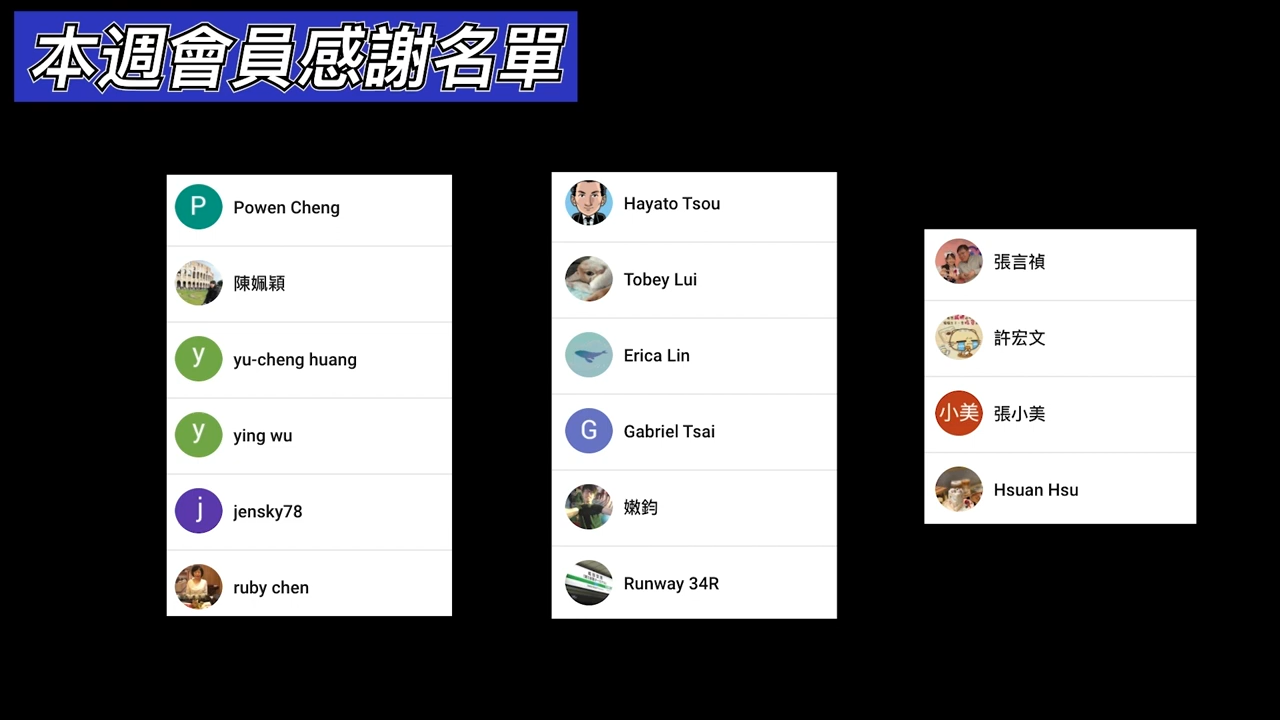 本週會員感謝名單
P Powen Cheng
陳姵穎
y yu-cheng huang
y ying wu
j jensky78
ruby chen
Hayato Tsou
Tobey Lui
Erica Lin
G Gabriel Tsai
嫩鈞
Runway 34R
張言禎
許宏文
小美 張小美
Hsuan Hsu